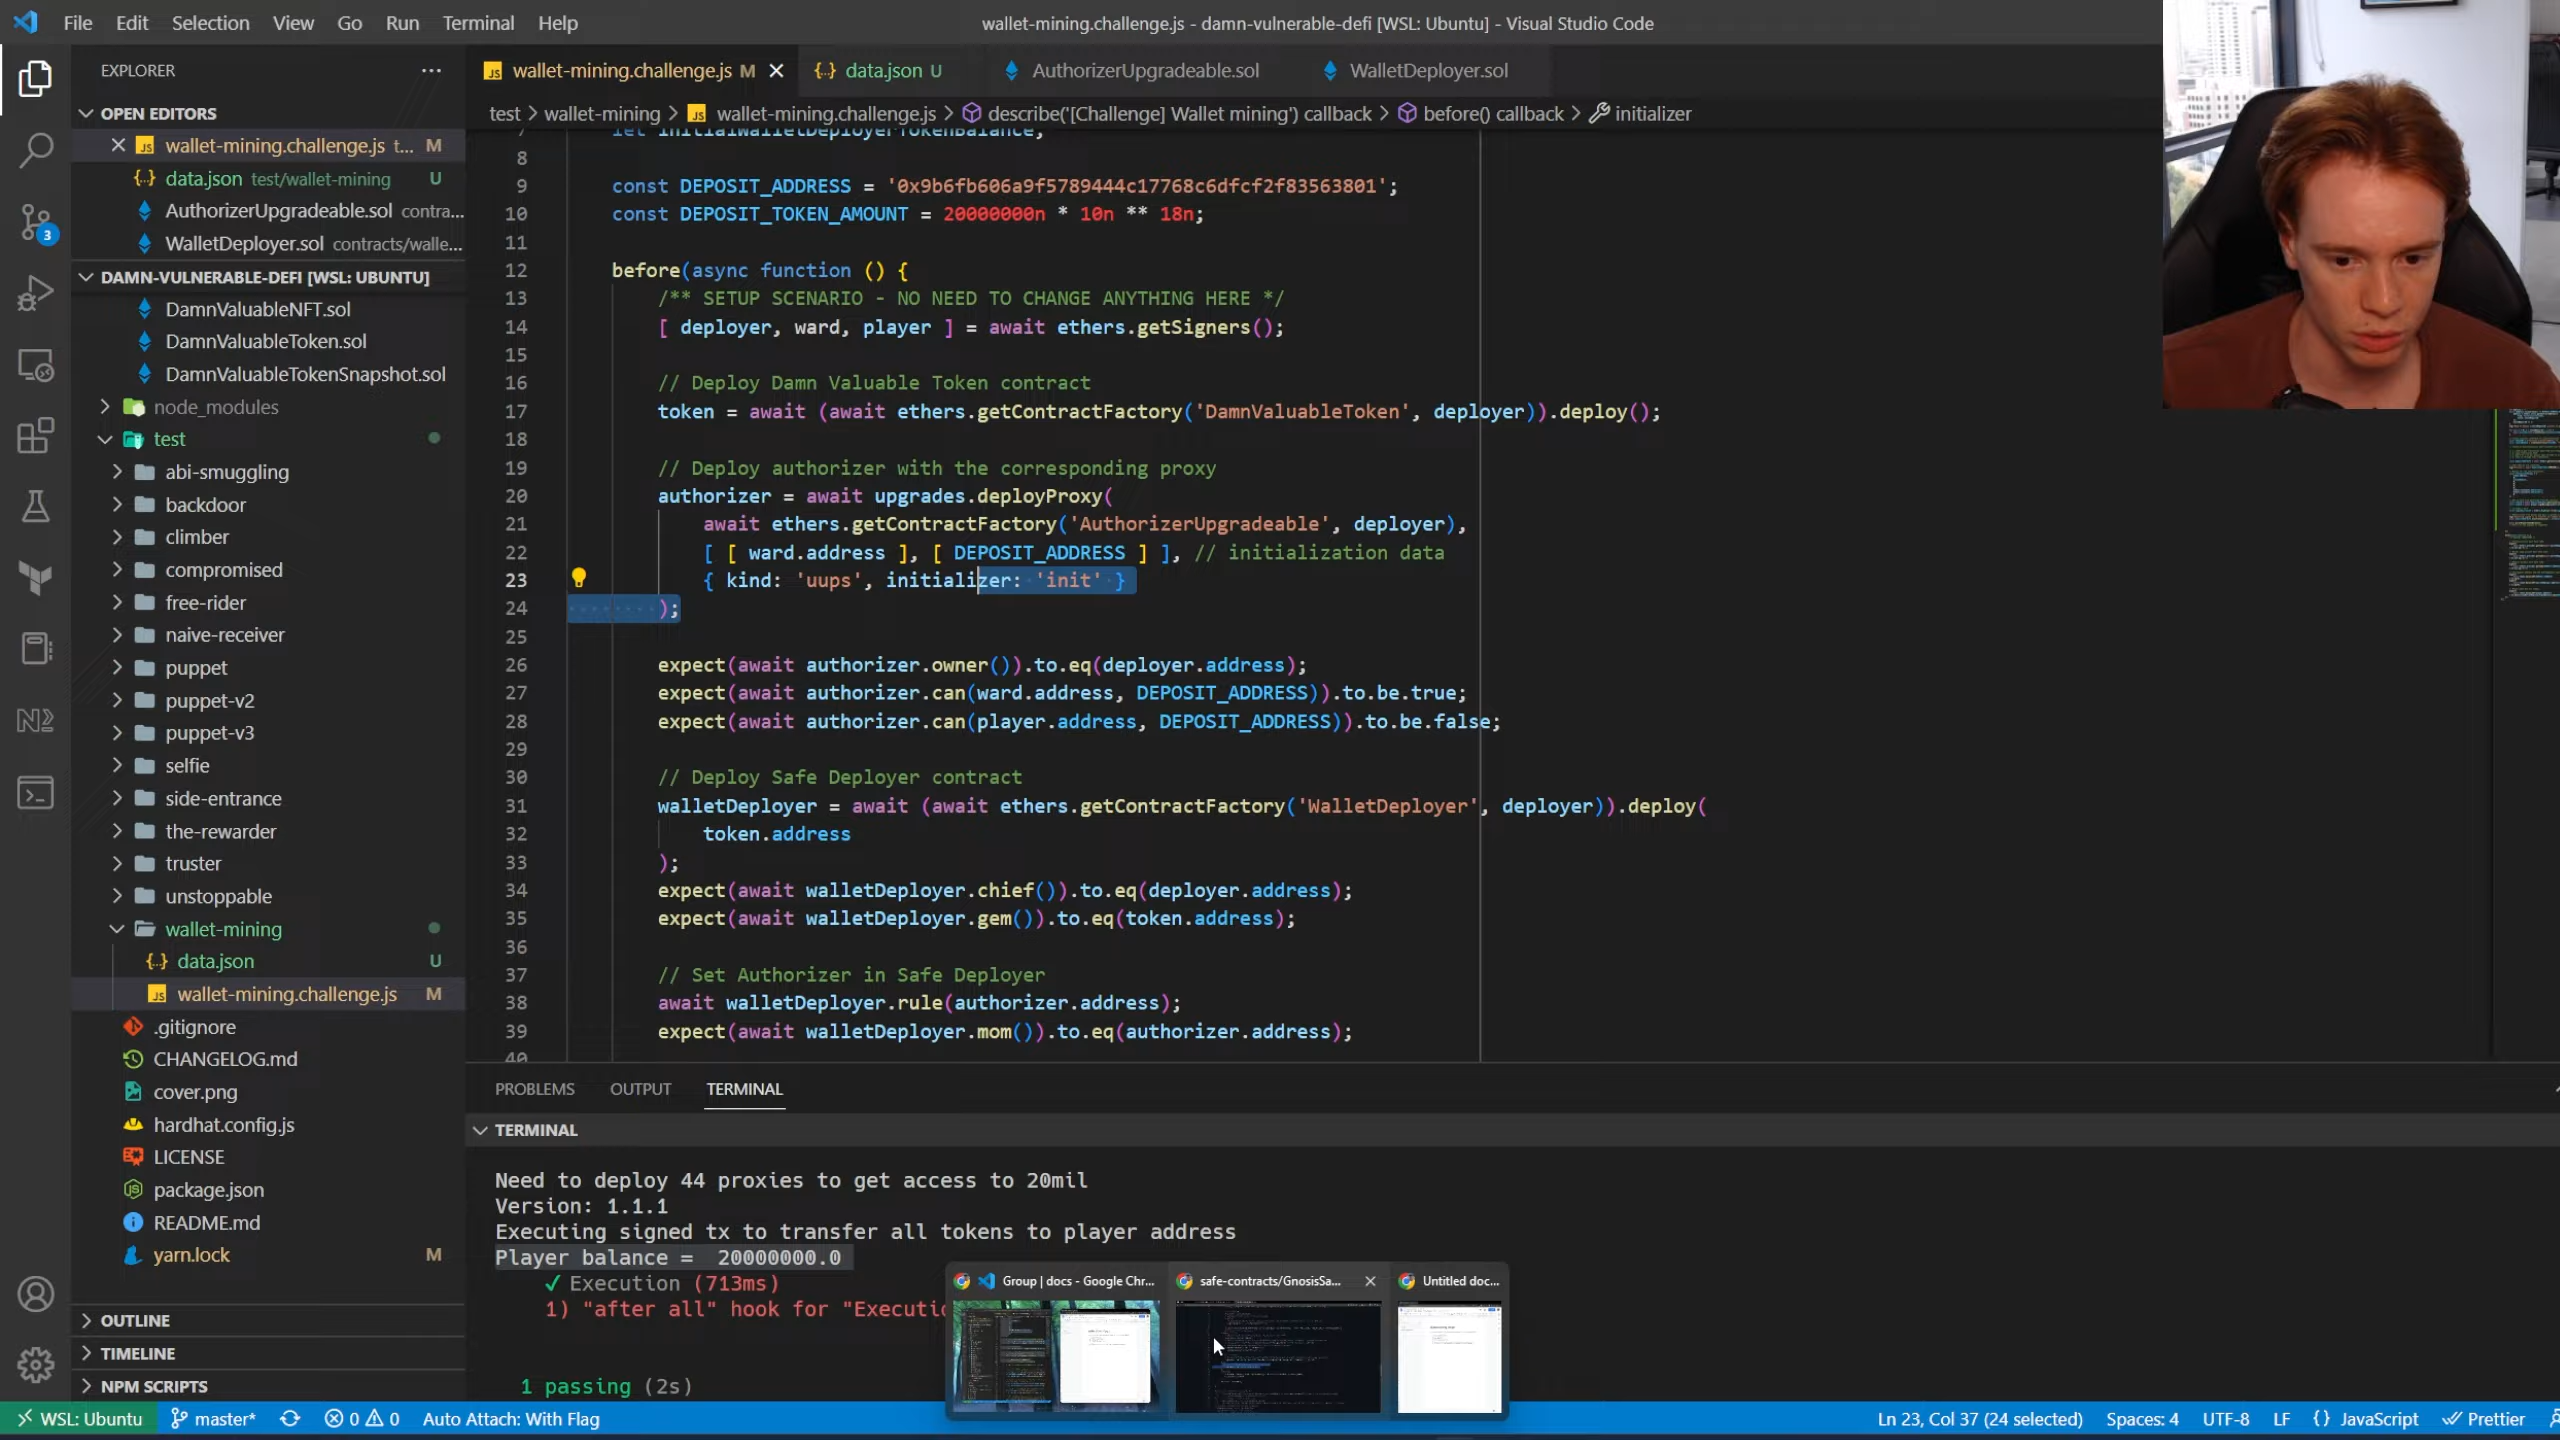 File Edit Selection View Go Run Terminal Help
wallet-mining.challenge.js - damn-vulnerable-defi [WSL: Ubuntu] - Visual Studio Code
EXPLORER
OPEN EDITORS
wallet-mining.challenge.js t... M
data.json test/wallet-mining U
AuthorizerUpgradeable.sol contra...
WalletDeployer.sol contracts/walle...
DAMN-VULNERABLE-DEFI [WSL: UBUNTU]
DamnValuableNFT.sol
DamnValuableToken.sol
DamnValuableTokenSnapshot.sol
node_modules
test
abi-smuggling
backdoor
climber
compromised
free-rider
naive-receiver
puppet
puppet-v2
puppet-v3
selfie
side-entrance
the-rewarder
truster
unstoppable
wallet-mining
data.json U
wallet-mining.challenge.js M
.gitignore
CHANGELOG.md
cover.png
hardhat.config.js
LICENSE
package.json
README.md
yarn.lock M
OUTLINE
TIMELINE
NPM SCRIPTS
3
wallet-mining.challenge.js M
data.json U
AuthorizerUpgradeable.sol
WalletDeployer.sol
test > wallet-mining > wallet-mining.challenge.js > describe('[Challenge] Wallet mining') callback > before() callback > initializer
7 let initialWalletDeployerTokenBalance;
8
9 const DEPOSIT_ADDRESS = '0x9b6fb606a9f5789444c17768c6dfcf2f83563801';
10 const DEPOSIT_TOKEN_AMOUNT = 20000000n * 10n ** 18n;
11
12 before(async function () {
13 /** SETUP SCENARIO - NO NEED TO CHANGE ANYTHING HERE */
14 [ deployer, ward, player ] = await ethers.getSigners();
15
16 // Deploy Damn Valuable Token contract
17 token = await (await ethers.getContractFactory('DamnValuableToken', deployer)).deploy();
18
19 // Deploy authorizer with the corresponding proxy
20 authorizer = await upgrades.deployProxy(
21 await ethers.getContractFactory('AuthorizerUpgradeable', deployer),
22 [ [ ward.address ], [ DEPOSIT_ADDRESS ] ], // initialization data
23 { kind: 'uups', initializer: 'init' }
24 );
25
26 expect(await authorizer.owner()).to.eq(deployer.address);
27 expect(await authorizer.can(ward.address, DEPOSIT_ADDRESS)).to.be.true;
28 expect(await authorizer.can(player.address, DEPOSIT_ADDRESS)).to.be.false;
29
30 // Deploy Safe Deployer contract
31 walletDeployer = await (await ethers.getContractFactory('WalletDeployer', deployer)).deploy(
32 token.address
33 );
34 expect(await walletDeployer.chief()).to.eq(deployer.address);
35 expect(await walletDeployer.gem()).to.eq(token.address);
36
37 // Set Authorizer in Safe Deployer
38 await walletDeployer.rule(authorizer.address);
39 expect(await walletDeployer.mom()).to.eq(authorizer.address);
40
PROBLEMS OUTPUT TERMINAL
TERMINAL
Need to deploy 44 proxies to get access to 20mil
Version: 1.1.1
Executing signed tx to transfer all tokens to player address
Player balance = 20000000.0
✓ Execution (713ms)
1) "after all" hook for "Executio
1 passing (2s)
Group | docs - Google Chr...
safe-contracts/GnosisSa...
Untitled doc...
WSL: Ubuntu master* 0 0 Auto Attach: With Flag
Ln 23, Col 37 (24 selected) Spaces: 4 UTF-8 LF {} JavaScript Prettier